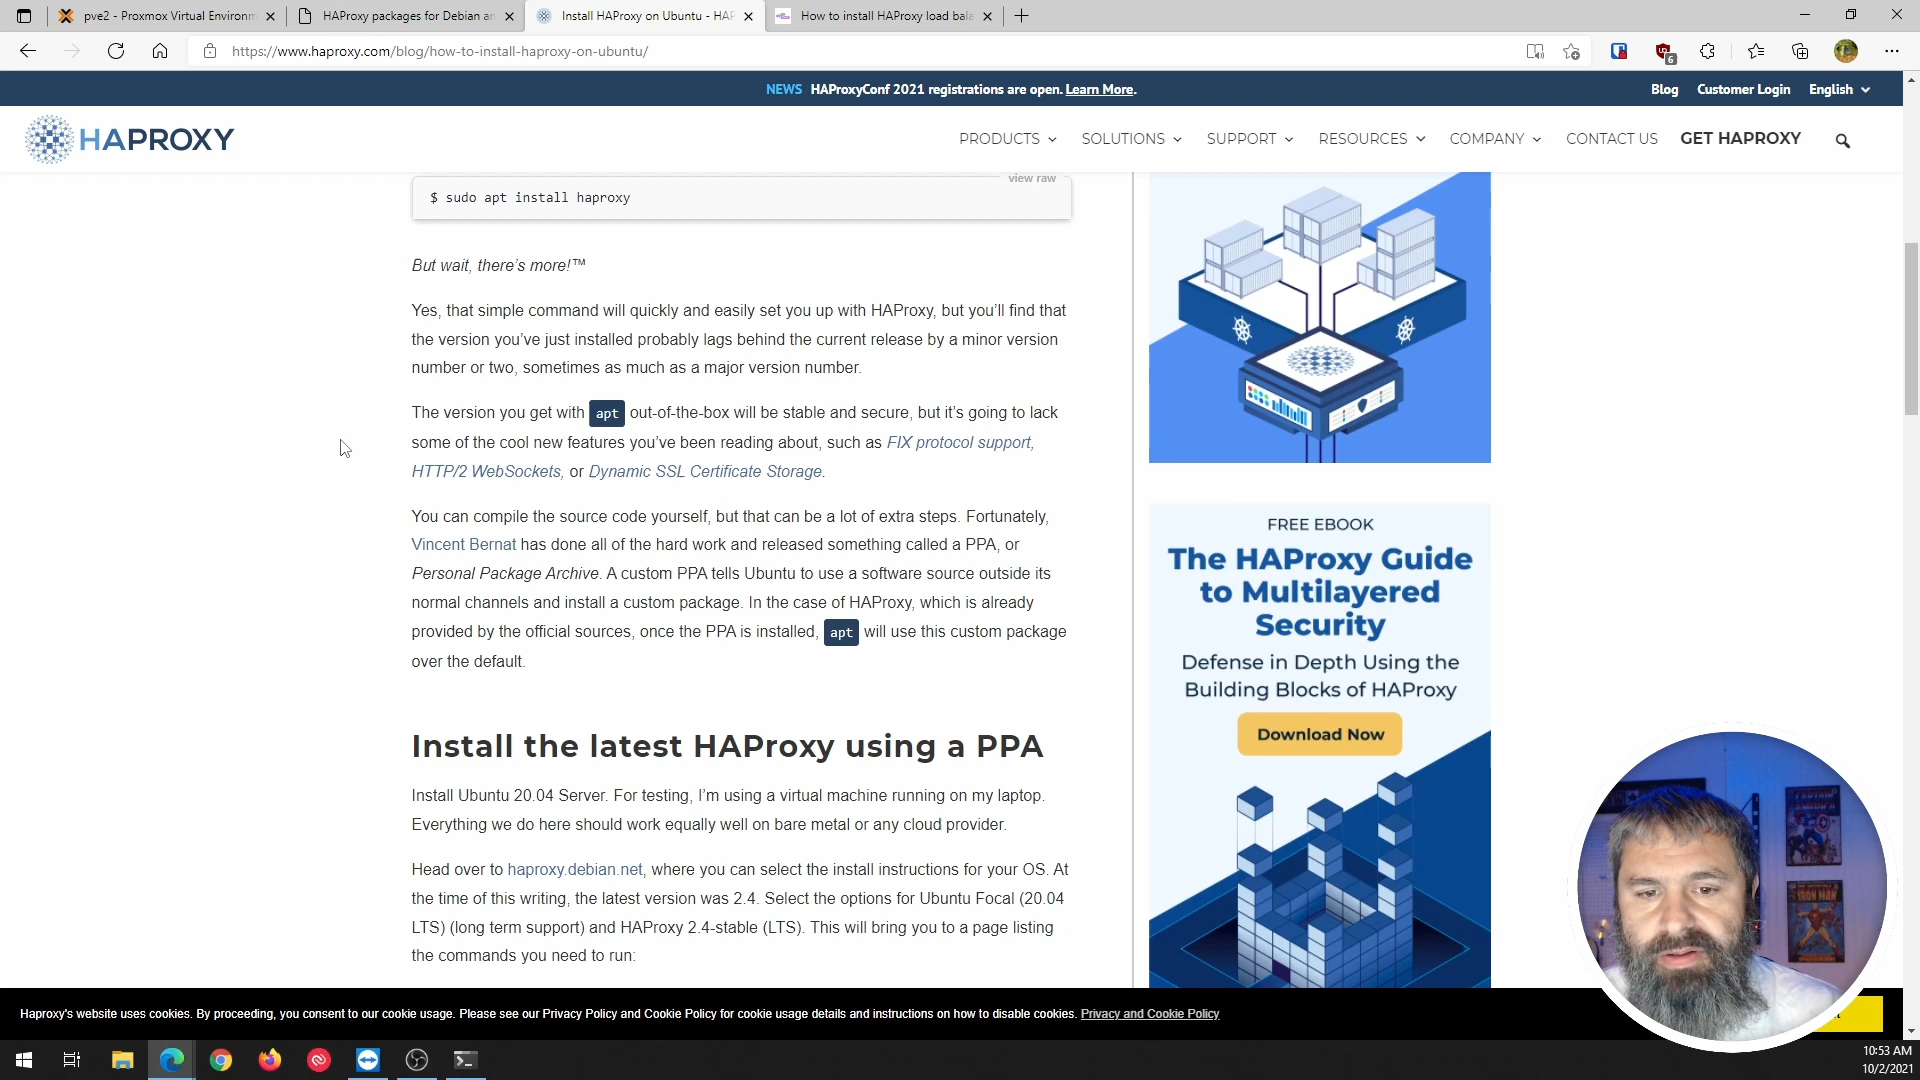 pve2 - Proxmox Virtual Environm
HAProxy packages for Debian an
Install HAProxy on Ubuntu - HAP
How to install HAProxy load bala
https://www.haproxy.com/blog/how-to-install-haproxy-on-ubuntu/
6
NEWS HAProxyConf 2021 registrations are open. Learn More.
Blog Customer Login English
HAPROXY
PRODUCTS SOLUTIONS SUPPORT RESOURCES COMPANY CONTACT US GET HAPROXY
view raw
$ sudo apt install haproxy
But wait, there's more!™
Yes, that simple command will quickly and easily set you up with HAProxy, but you'll find that
the version you've just installed probably lags behind the current release by a minor version
number or two, sometimes as much as a major version number.
The version you get with apt out-of-the-box will be stable and secure, but it's going to lack
some of the cool new features you've been reading about, such as FIX protocol support,
HTTP/2 WebSockets, or Dynamic SSL Certificate Storage.
You can compile the source code yourself, but that can be a lot of extra steps. Fortunately,
Vincent Bernat has done all of the hard work and released something called a PPA, or
Personal Package Archive. A custom PPA tells Ubuntu to use a software source outside its
normal channels and install a custom package. In the case of HAProxy, which is already
provided by the official sources, once the PPA is installed, apt will use this custom package
over the default.
Install the latest HAProxy using a PPA
Install Ubuntu 20.04 Server. For testing, I'm using a virtual machine running on my laptop.
Everything we do here should work equally well on bare metal or any cloud provider.
Head over to haproxy.debian.net, where you can select the install instructions for your OS. At
the time of this writing, the latest version was 2.4. Select the options for Ubuntu Focal (20.04
LTS) (long term support) and HAProxy 2.4-stable (LTS). This will bring you to a page listing
the commands you need to run:
FREE EBOOK
The HAProxy Guide
to Multilayered
Security
Defense in Depth Using the
Building Blocks of HAProxy
Download Now
CAPTAIN
IRON MAN
Haproxy's website uses cookies. By proceeding, you consent to our cookie usage. Please see our Privacy Policy and Cookie Policy for cookie usage details and instructions on how to disable cookies. Privacy and Cookie Policy
10:53 AM
10/2/2021